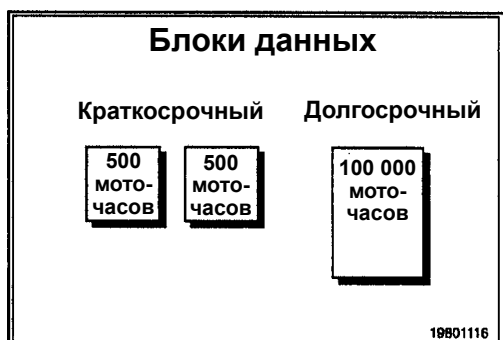 Блоки данных
Краткосрочный Долгосрочный
500
мото-
часов
500
мото-
часов
100 000
мото-
часов
19801116